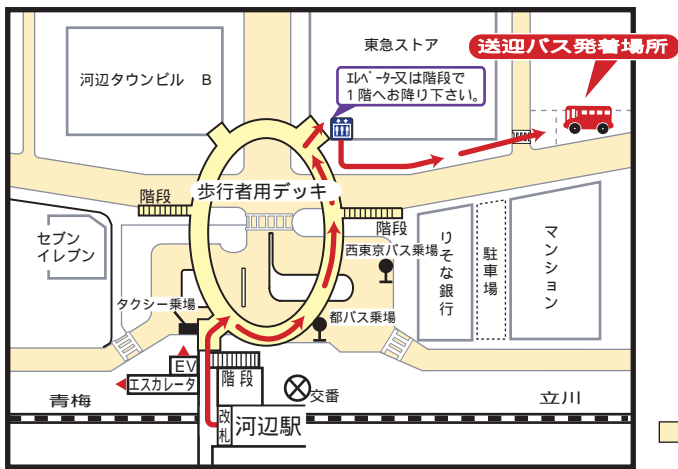 東急ストア
送迎バス発着場所
河辺タウンビル B
エレベーター又は階段で
1階へお降り下さい。
歩行者用デッキ
階段
階段
セブン
イレブン
西東京バス乗場
りそな銀行
駐車場
マンション
タクシー乗場
都バス乗場
EV
エスカレータ
階段
交番
青梅
立川
改札
河辺駅